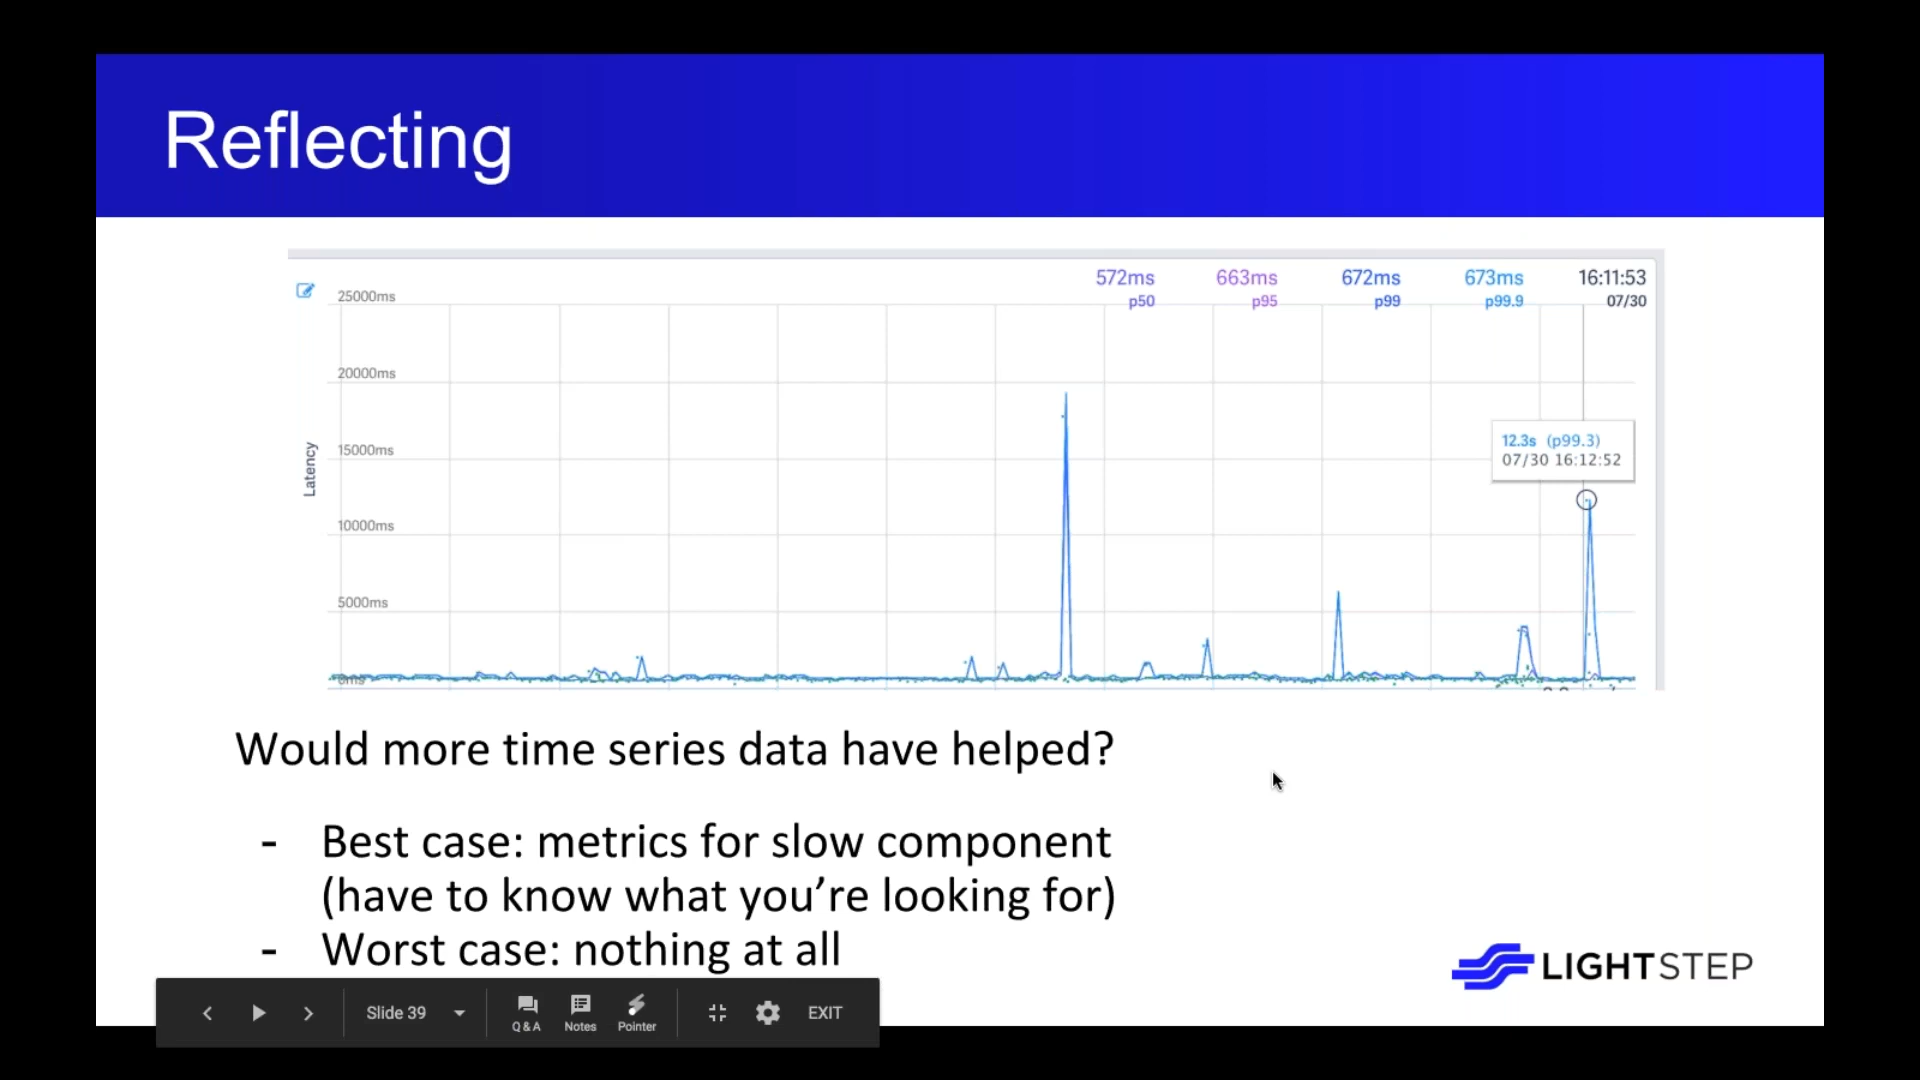 Reflecting
572ms 663ms 672ms 673ms 16:11:53
p50 p95 p99 p99.9 07/30
25000ms
20000ms
15000ms
10000ms
5000ms
0ms
Latency
12.3s (p99.3)
07/30 16:12:52
Would more time series data have helped?
- Best case: metrics for slow component
(have to know what you’re looking for)
- Worst case: nothing at all
LIGHTSTEP
Slide 39
Q & A Notes Pointer
EXIT